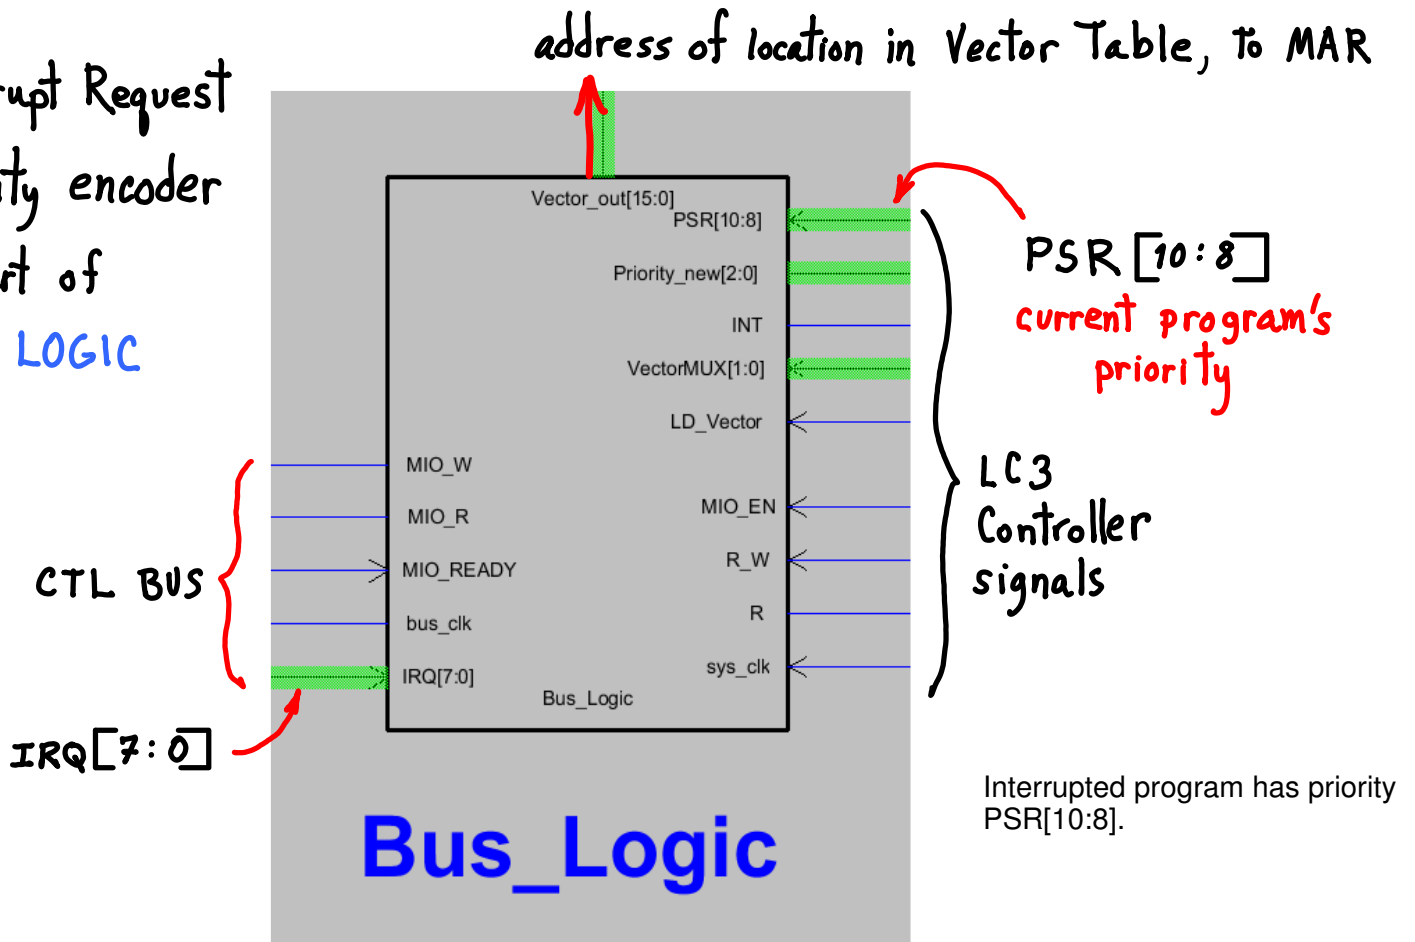 address of location in Vector Table, to MAR
Request
encoder
of
LOGIC
Vector_out[15:0]
PSR[10:8]
Priority_new[2:0]
INT
VectorMUX[1:0]
LD_Vector
MIO_EN
R_W
R
sys_clk
MIO_W
MIO_R
MIO_READY
bus_clk
IRQ[7:0]
Bus_Logic
CTL BUS
IRQ[7:0]
PSR[10:8]
current program's
priority
LC3
Controller
signals
Interrupted program has priority
PSR[10:8].
Bus_Logic